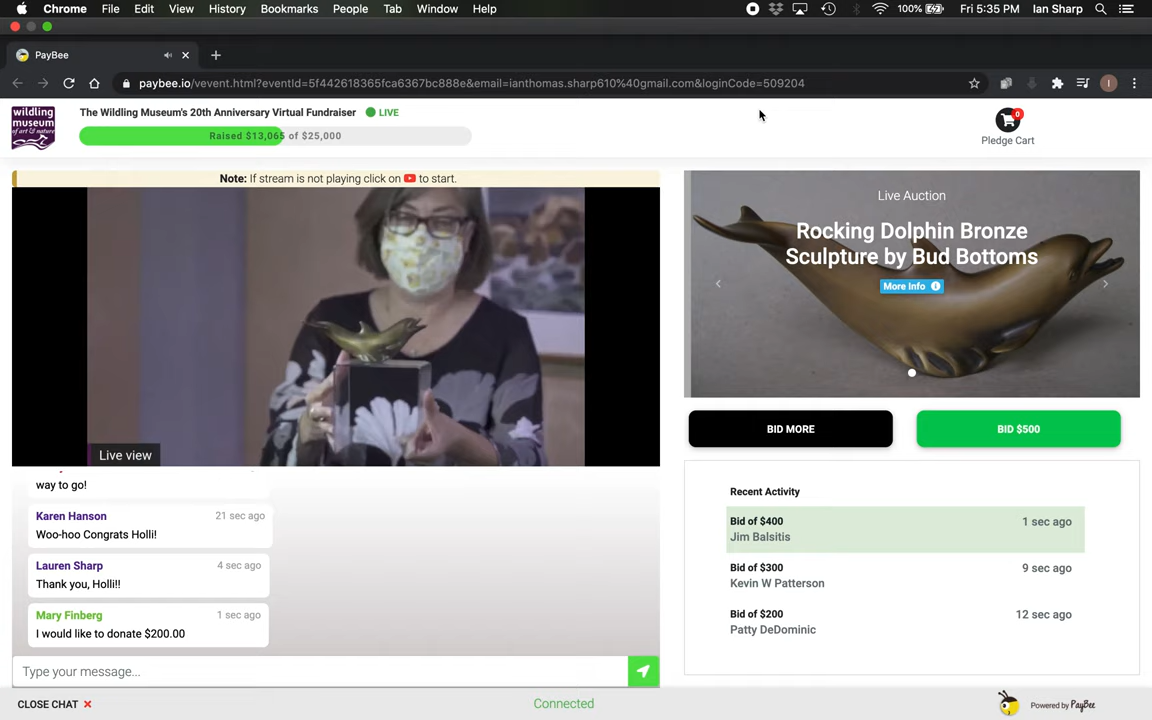 Chrome File Edit View History Bookmarks People Tab Window Help 100% Fri 5:35 PM Ian Sharp
PayBee
paybee.io/vevent.html?eventId=5f442618365fca6367bc888e&email=ianthomas.sharp610%40gmail.com&loginCode=509204
wildling
museum
of art & nature
The Wildling Museum's 20th Anniversary Virtual Fundraiser LIVE
Raised $13,065 of $25,000
0
Pledge Cart
Note: If stream is not playing click on to start.
Live view
Live Auction
Rocking Dolphin Bronze
Sculpture by Bud Bottoms
More Info
BID MORE
BID $500
way to go!
Karen Hanson 21 sec ago
Woo-hoo Congrats Holli!
Lauren Sharp 4 sec ago
Thank you, Holli!!
Mary Finberg 1 sec ago
I would like to donate $200.00
Type your message...
Recent Activity
Bid of $400 1 sec ago
Jim Balsitis
Bid of $300 9 sec ago
Kevin W Patterson
Bid of $200 12 sec ago
Patty DeDominic
CLOSE CHAT
Connected
Powered by PayBee